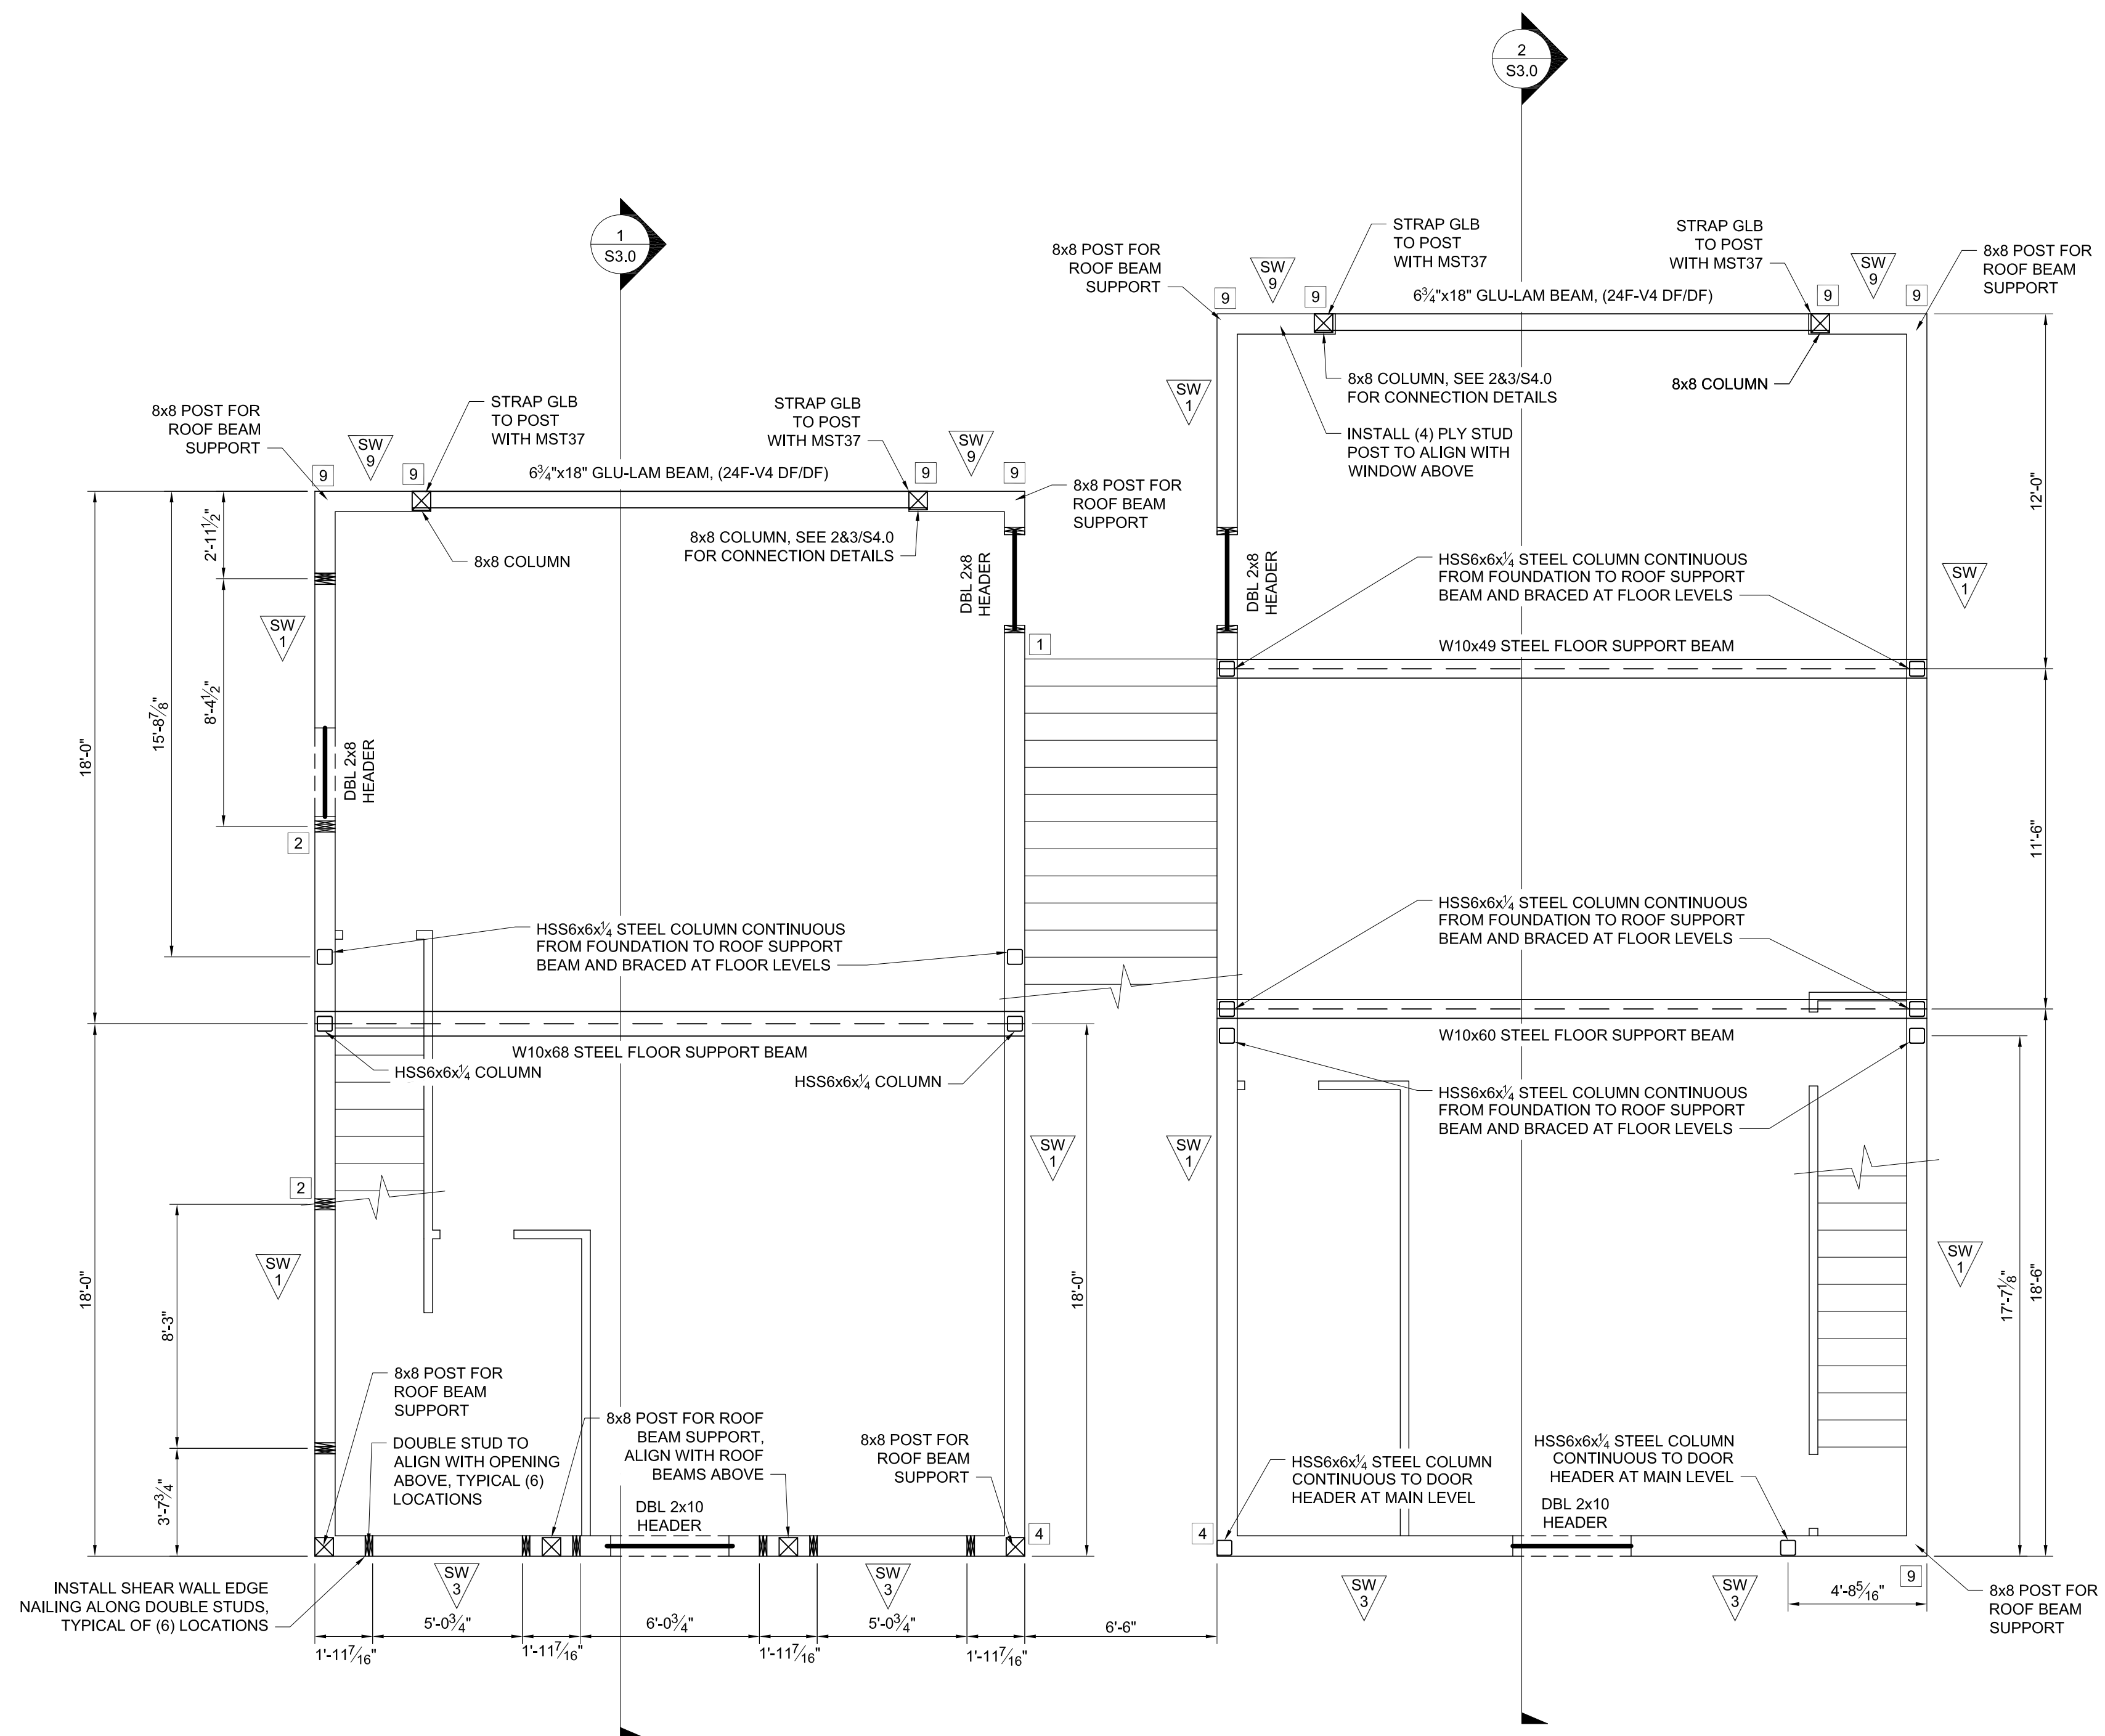 2
S3.0
1
S3.0
8x8 POST FOR
ROOF BEAM
SUPPORT
SW
9
STRAP GLB
TO POST
WITH MST37
STRAP GLB
TO POST
WITH MST37
SW
9
8x8 POST FOR
ROOF BEAM
SUPPORT
9
9
6¾"x18" GLU-LAM BEAM, (24F-V4 DF/DF)
9
9
SW
1
8x8 COLUMN, SEE 2&3/S4.0
FOR CONNECTION DETAILS
8x8 COLUMN
INSTALL (4) PLY STUD
POST TO ALIGN WITH
WINDOW ABOVE
12'-0"
8x8 POST FOR
ROOF BEAM
SUPPORT
SW
9
STRAP GLB
TO POST
WITH MST37
STRAP GLB
TO POST
WITH MST37
SW
9
9
9
6¾"x18" GLU-LAM BEAM, (24F-V4 DF/DF)
9
9
8x8 POST FOR
ROOF BEAM
SUPPORT
2'-11½"
8x8 COLUMN
8x8 COLUMN, SEE 2&3/S4.0
FOR CONNECTION DETAILS
DBL 2x8
HEADER
DBL 2x8
HEADER
HSS6x6x¼ STEEL COLUMN CONTINUOUS
FROM FOUNDATION TO ROOF SUPPORT
BEAM AND BRACED AT FLOOR LEVELS
SW
1
SW
1
1
W10x49 STEEL FLOOR SUPPORT BEAM
18'-0"
15'-8⅞"
8'-4½"
DBL 2x8
HEADER
2
11'-6"
HSS6x6x¼ STEEL COLUMN CONTINUOUS
FROM FOUNDATION TO ROOF SUPPORT
BEAM AND BRACED AT FLOOR LEVELS
HSS6x6x¼ STEEL COLUMN CONTINUOUS
FROM FOUNDATION TO ROOF SUPPORT
BEAM AND BRACED AT FLOOR LEVELS
W10x68 STEEL FLOOR SUPPORT BEAM
HSS6x6x¼ COLUMN
HSS6x6x¼ COLUMN
W10x60 STEEL FLOOR SUPPORT BEAM
HSS6x6x¼ STEEL COLUMN CONTINUOUS
FROM FOUNDATION TO ROOF SUPPORT
BEAM AND BRACED AT FLOOR LEVELS
SW
1
SW
1
2
SW
1
SW
1
18'-0"
8'-3"
18'-0"
17'-7⅛"
18'-6"
3'-7¾"
8x8 POST FOR
ROOF BEAM
SUPPORT
DOUBLE STUD TO
ALIGN WITH OPENING
ABOVE, TYPICAL (6)
LOCATIONS
8x8 POST FOR ROOF
BEAM SUPPORT,
ALIGN WITH ROOF
BEAMS ABOVE
8x8 POST FOR
ROOF BEAM
SUPPORT
DBL 2x10
HEADER
HSS6x6x¼ STEEL COLUMN
CONTINUOUS TO DOOR
HEADER AT MAIN LEVEL
HSS6x6x¼ STEEL COLUMN
CONTINUOUS TO DOOR
HEADER AT MAIN LEVEL
DBL 2x10
HEADER
4
4
9
INSTALL SHEAR WALL EDGE
NAILING ALONG DOUBLE STUDS,
TYPICAL OF (6) LOCATIONS
SW
3
SW
3
SW
3
SW
3
4'-8 5⁄16"
8x8 POST FOR
ROOF BEAM
SUPPORT
1'-11 7⁄16"
5'-0¾"
1'-11 7⁄16"
6'-0¾"
1'-11 7⁄16"
5'-0¾"
1'-11 7⁄16"
6'-6"